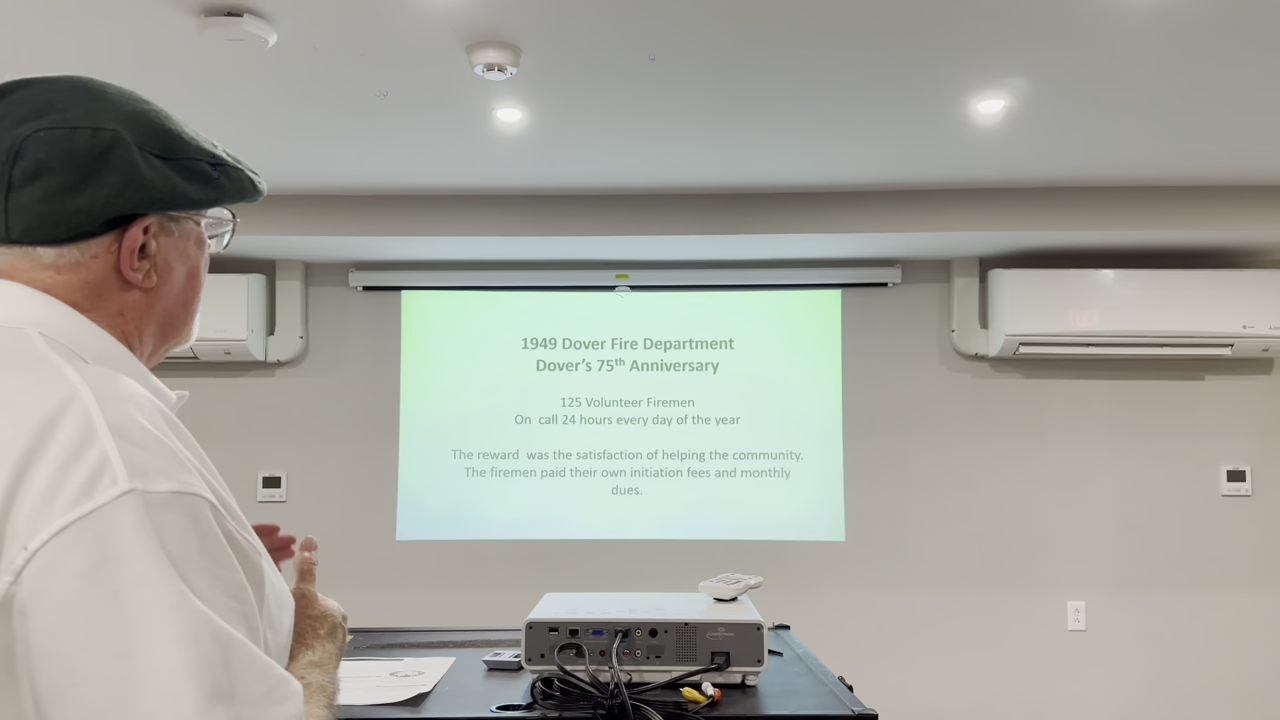 1949 Dover Fire Department
Dover's 75th Anniversary
125 Volunteer Firemen
On call 24 hours every day of the year
The reward was the satisfaction of helping the community.
The firemen paid their own initiation fees and monthly
dues.